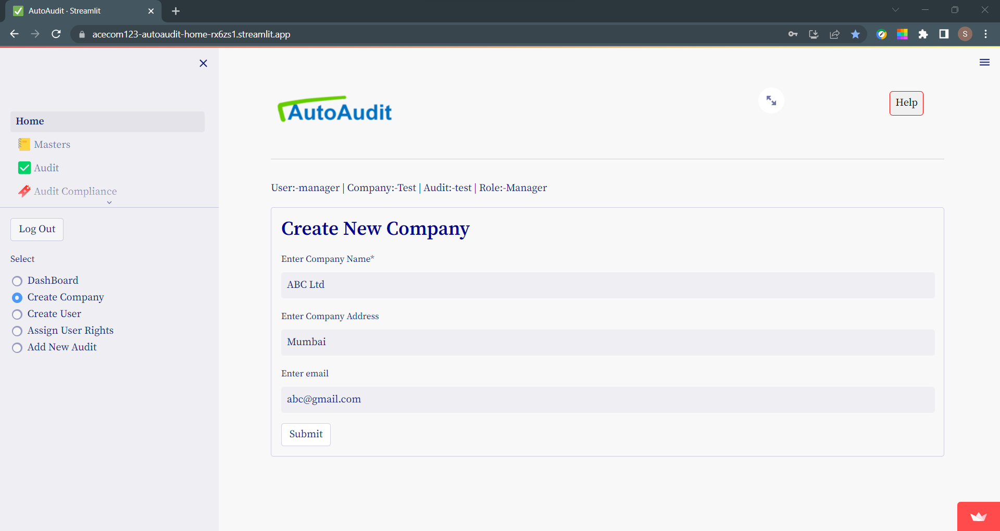 AutoAudit · Streamlit
acecom123-autoaudit-home-rx6zs1.streamlit.app
S
Home
Masters
Audit
Audit Compliance
Log Out
Select
DashBoard
Create Company
Create User
Assign User Rights
Add New Audit
AutoAudit
Help
User:-manager | Company:-Test | Audit:-test | Role:-Manager
Create New Company
Enter Company Name*
ABC Ltd
Enter Company Address
Mumbai
Enter email
abc@gmail.com
Submit